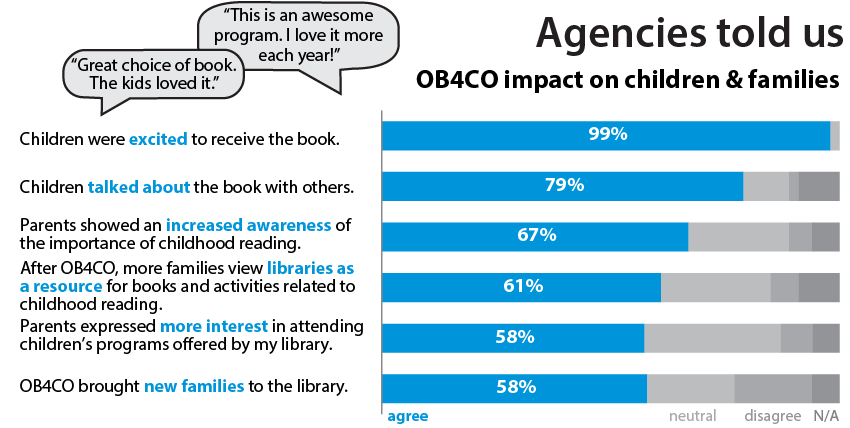 “This is an awesome
program. I love it more
each year!”
“Great choice of book.
The kids loved it.”
Agencies told us
OB4CO impact on children & families
Children were excited to receive the book.
99%
Children talked about the book with others.
79%
Parents showed an increased awareness of
the importance of childhood reading.
67%
After OB4CO, more families view libraries as
a resource for books and activities related to
childhood reading.
61%
Parents expressed more interest in attending
children’s programs offered by my library.
58%
OB4CO brought new families to the library.
58%
agree neutral disagree N/A